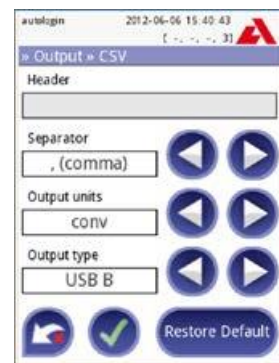 autologin 2012-06-06 15:40:43
[ -, -, -, 3]
» Output » CSV
Header
Separator
, (comma)
Output units
conv
Output type
USB B
Restore Default